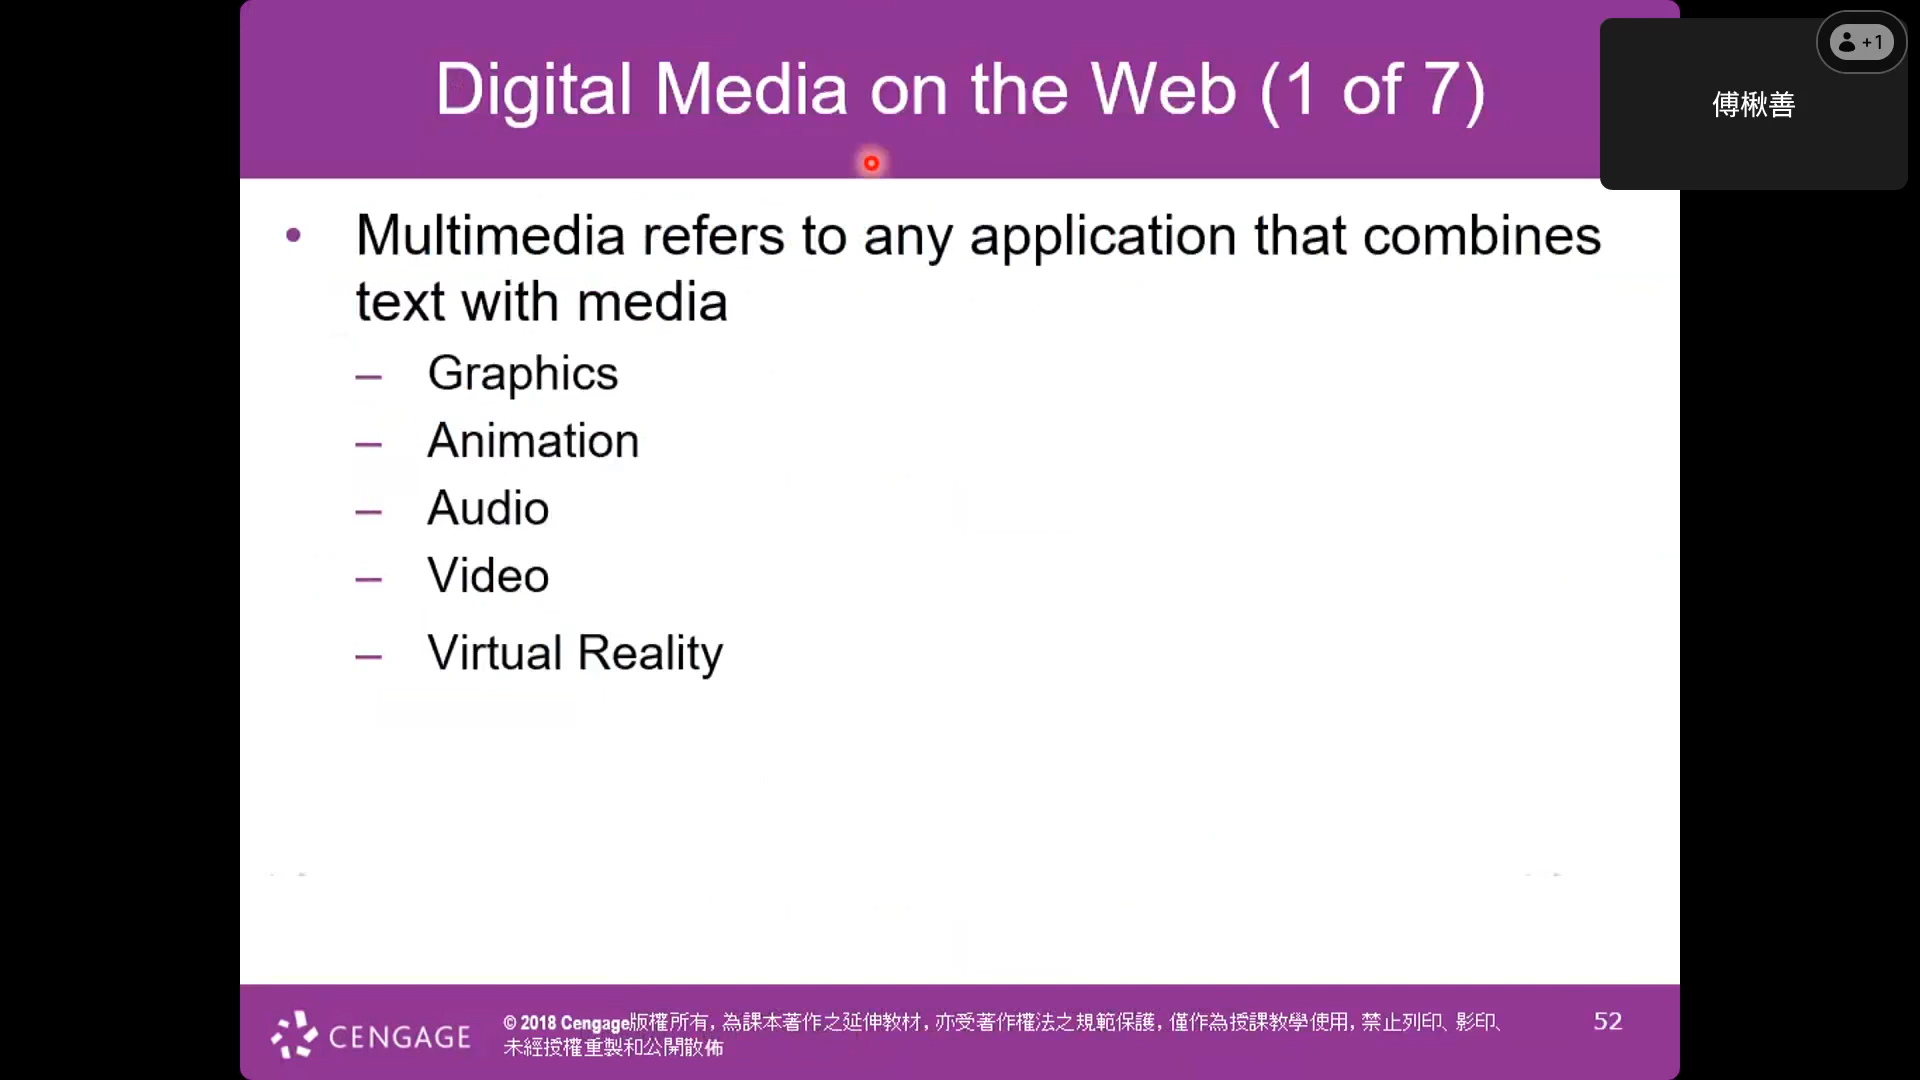 Digital Media on the Web (1 of 7)
+1
傅楸善
• Multimedia refers to any application that combines
text with media
– Graphics
– Animation
– Audio
– Video
– Virtual Reality
CENGAGE
© 2018 Cengage版權所有, 為課本著作之延伸教材, 亦受著作權法之規範保護, 僅作為授課教學使用, 禁止列印、影印、
未經授權重製和公開散佈
52